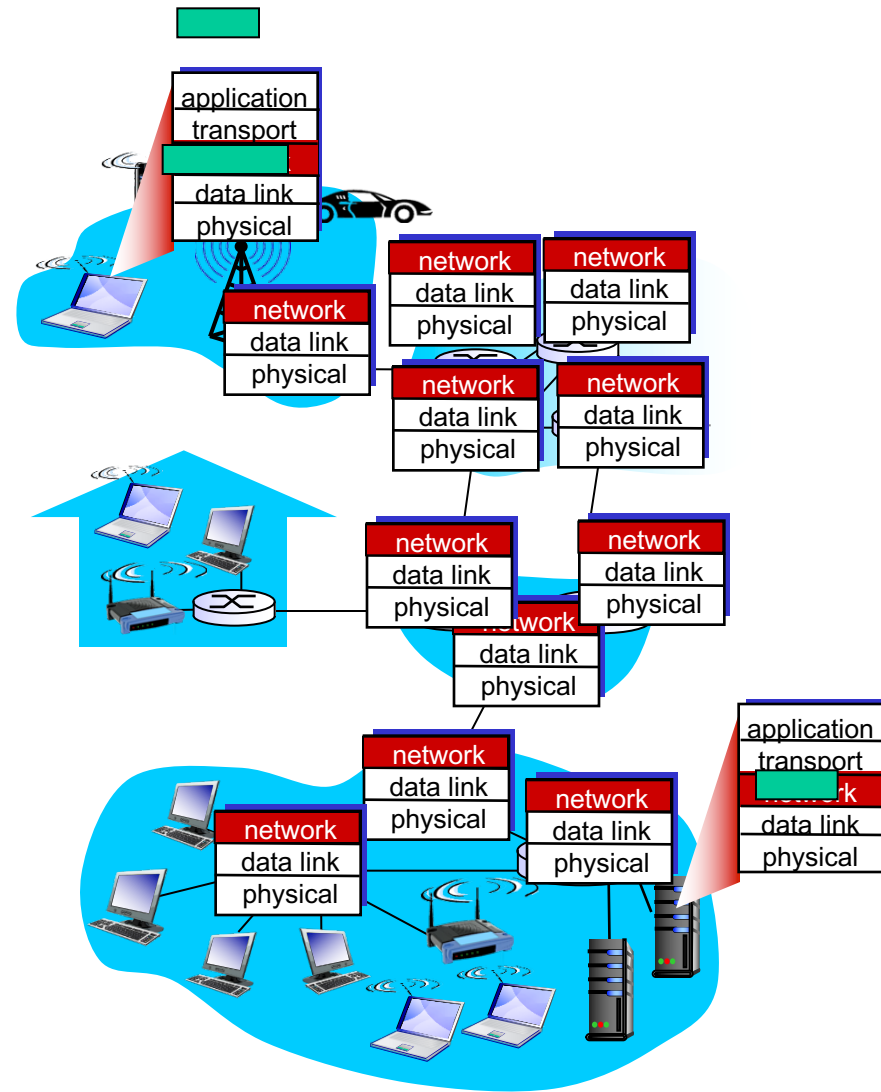 application
transport
data link
physical
network
data link
physical
network
data link
physical
network
data link
physical
network
data link
physical
network
data link
physical
network
data link
physical
network
data link
physical
network
data link
physical
application
transport
network
data link
physical
network
data link
physical
network
data link
physical
network
data link
physical